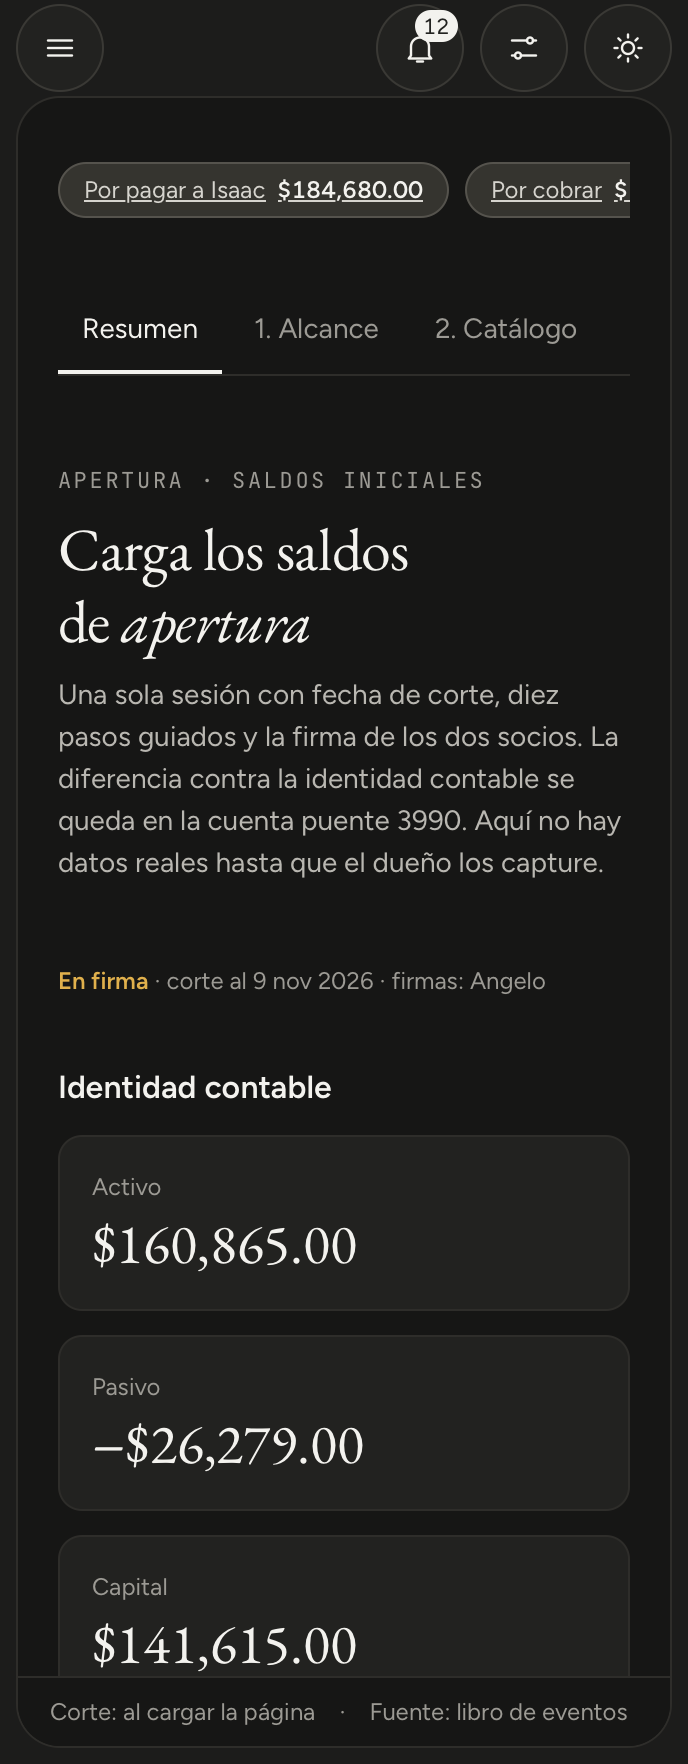 12
Por pagar a Isaac $184,680.00 Por cobrar $
Resumen 1. Alcance 2. Catálogo
APERTURA · SALDOS INICIALES
Carga los saldos
de apertura
Una sola sesión con fecha de corte, diez
pasos guiados y la firma de los dos socios. La
diferencia contra la identidad contable se
queda en la cuenta puente 3990. Aquí no hay
datos reales hasta que el dueño los capture.
En firma · corte al 9 nov 2026 · firmas: Angelo
Identidad contable
Activo
$160,865.00
Pasivo
–$26,279.00
Capital
$141,615.00
Corte: al cargar la página · Fuente: libro de eventos